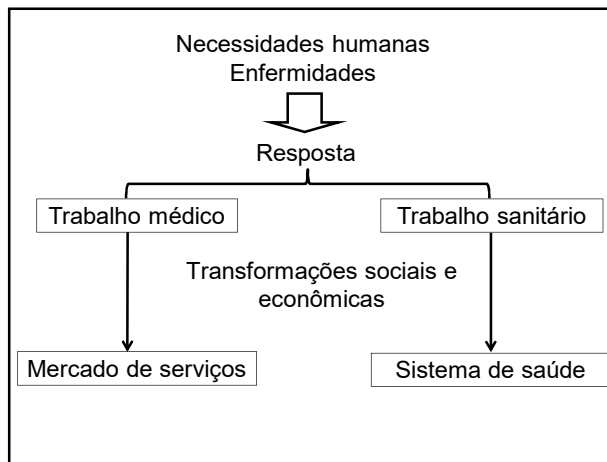 Necessidades humanas
Enfermidades
Resposta
Trabalho médico
Trabalho sanitário
Transformações sociais e
econômicas
Mercado de serviços
Sistema de saúde